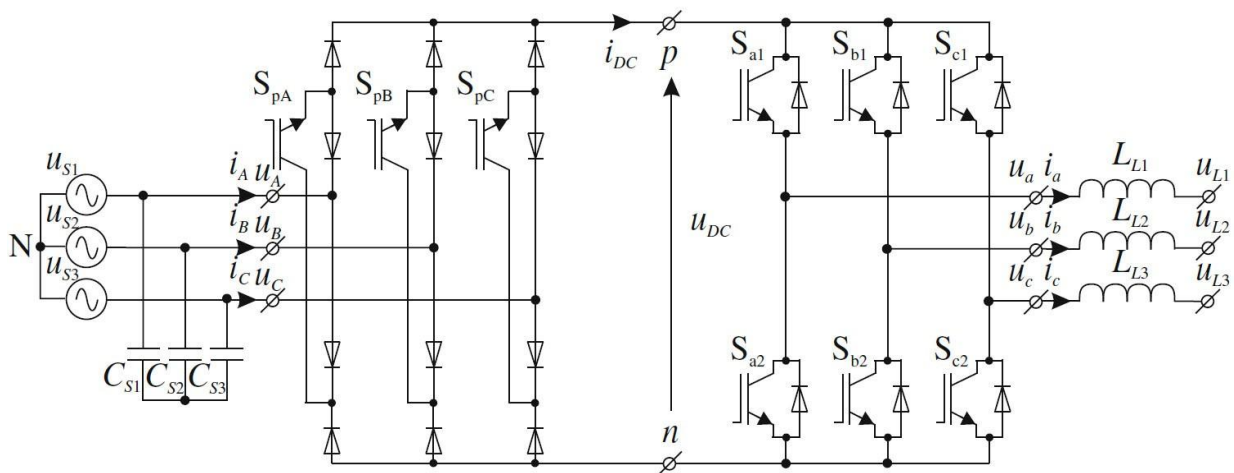 i_DC p
S_pA S_pB S_pC
S_a1 S_b1 S_c1
u_S1 i_A u_A
u_S2 i_B u_B
N
u_S3 i_C u_C
C_S1 C_S2 C_S3
u_DC
u_a i_a L_L1 u_L1
u_b i_b L_L2 u_L2
u_c i_c L_L3 u_L3
S_a2 S_b2 S_c2
n